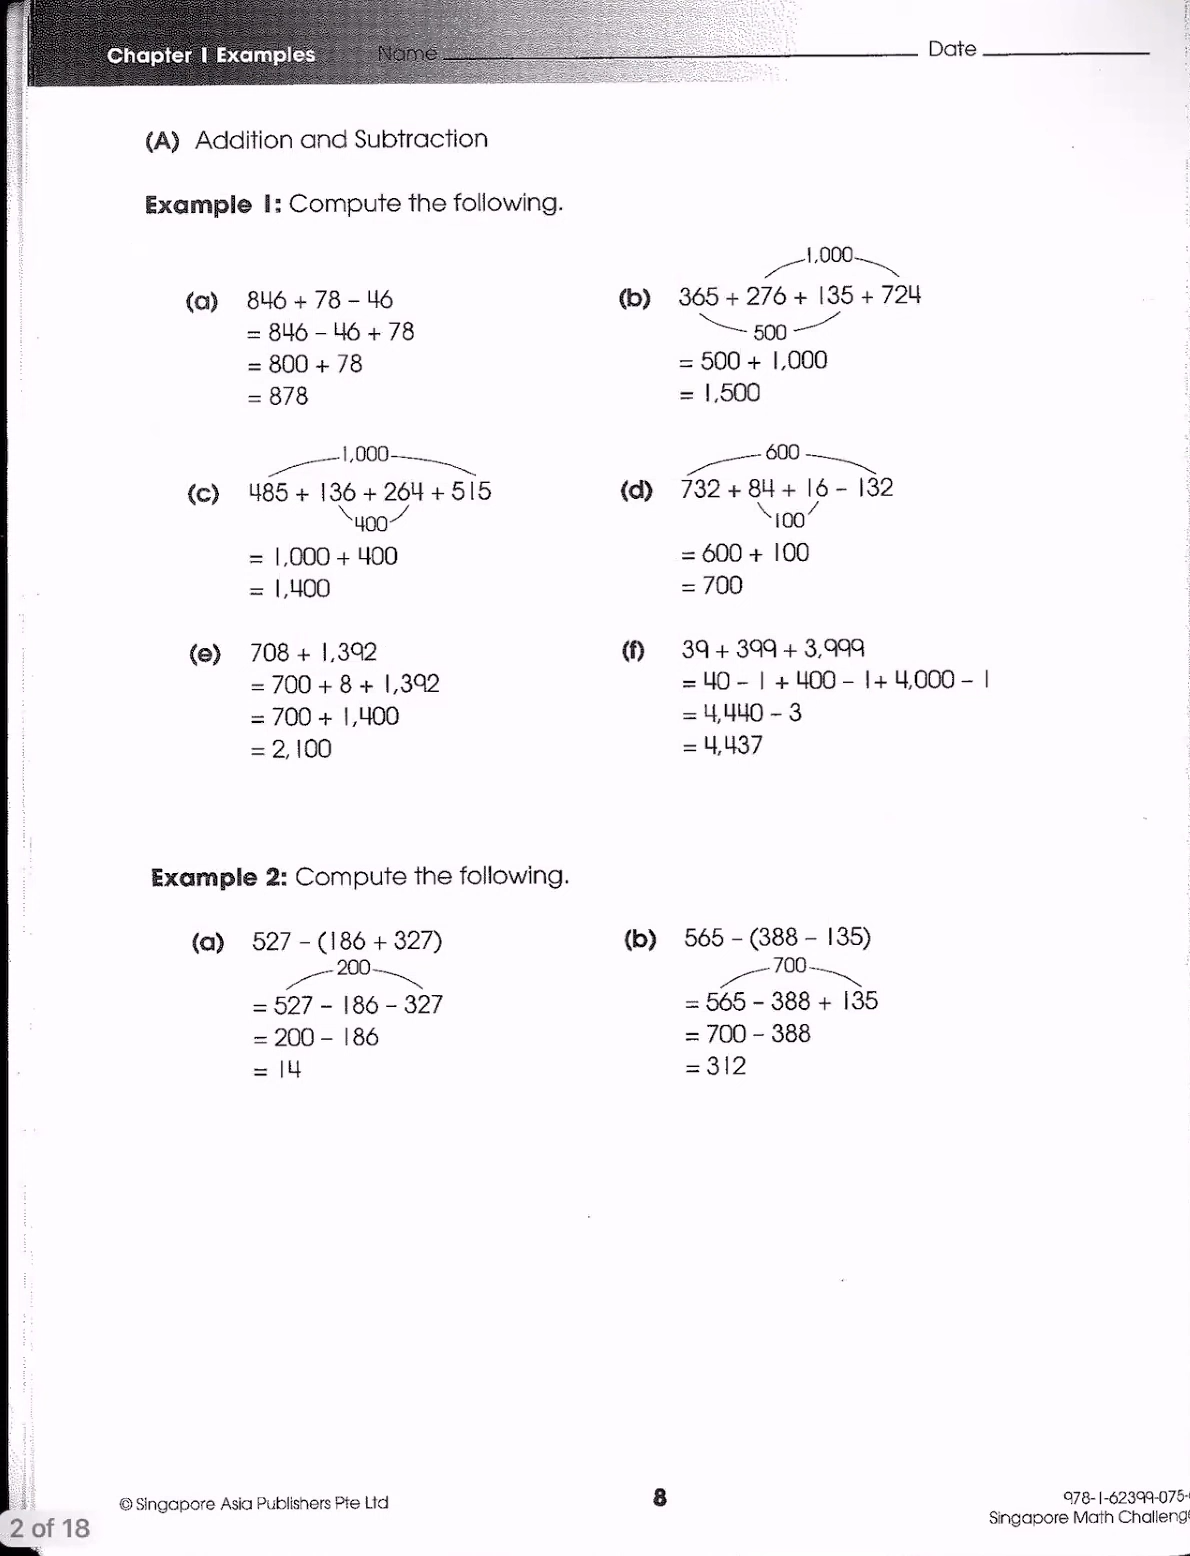 Chapter 1 Examples Name Date
(A) Addition and Subtraction
Example 1: Compute the following.
(a) 846 + 78 – 46
= 846 – 46 + 78
= 800 + 78
= 878
1,000
(b) 365 + 276 + 135 + 724
500
= 500 + 1,000
= 1,500
1,000
(c) 485 + 136 + 264 + 515
400
= 1,000 + 400
= 1,400
600
(d) 732 + 84 + 16 – 132
100
= 600 + 100
= 700
(e) 708 + 1,392
= 700 + 8 + 1,392
= 700 + 1,400
= 2,100
(f) 39 + 399 + 3,999
= 40 – 1 + 400 – 1 + 4,000 – 1
= 4,440 – 3
= 4,437
Example 2: Compute the following.
(a) 527 – (186 + 327)
200
= 527 – 186 – 327
= 200 – 186
= 14
(b) 565 – (388 – 135)
700
= 565 – 388 + 135
= 700 – 388
= 312
© Singapore Asia Publishers Pte Ltd
8
978-1-62399-075-
Singapore Math Challeng
2 of 18